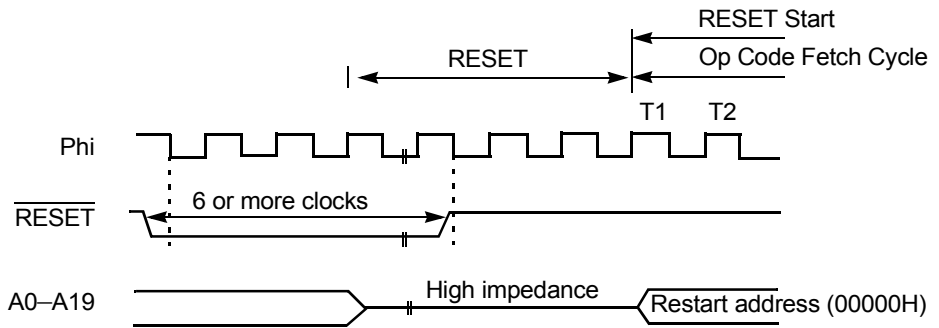 RESET Start
RESET
Op Code Fetch Cycle
T1 T2
Phi
RESET
6 or more clocks
A0–A19
High impedance
Restart address (00000H)